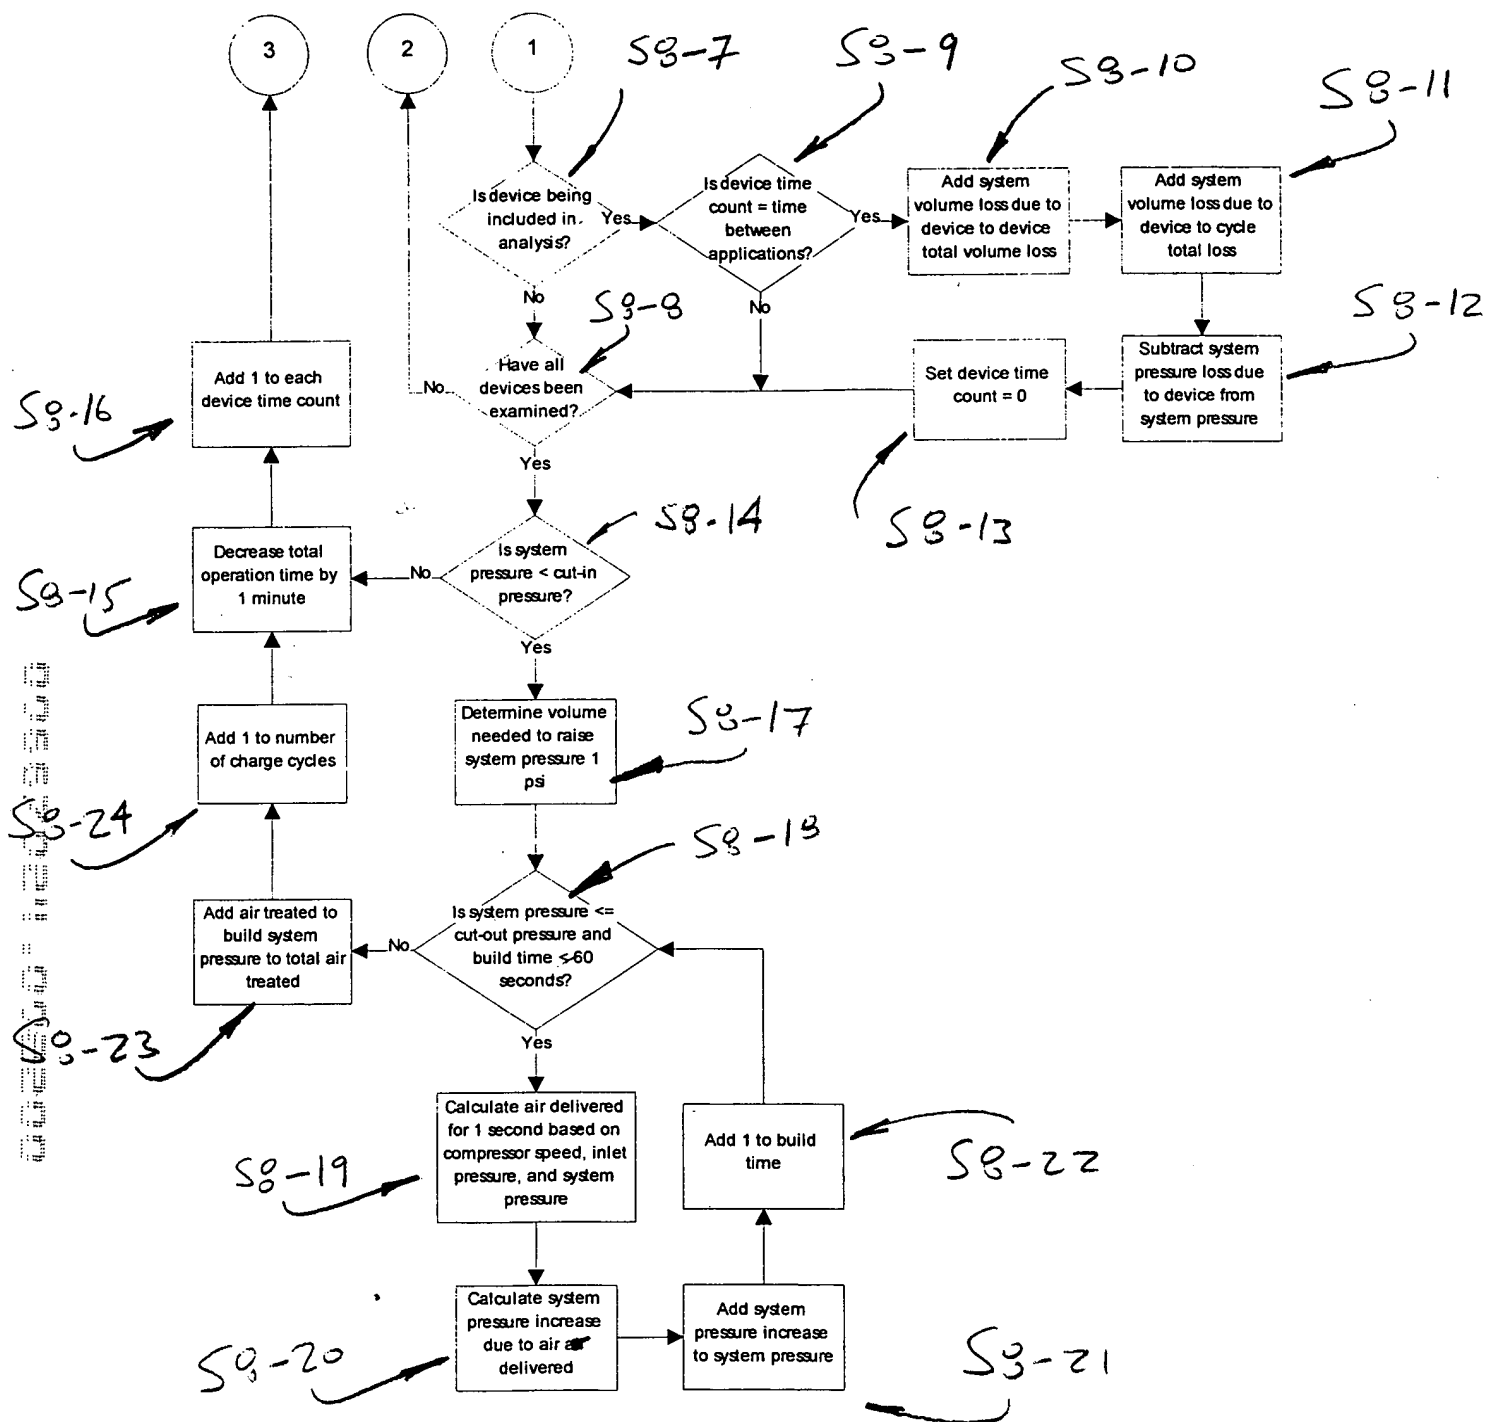 3
2
1
S8-7
S8-9
S8-10
S8-11
Is device being
included in
analysis?
Yes
Is device time
count = time
between
applications?
Yes
Add system
volume loss due to
device to device
total volume loss
Add system
volume loss due to
device to cycle
total loss
No
No
S8-8
S8-12
Have all
devices been
examined?
No
Set device time
count = 0
Subtract system
pressure loss due
to device from
system pressure
Add 1 to each
device time count
S8-16
Yes
S8-13
S8-14
Is system
pressure < cut-in
pressure?
No
Decrease total
operation time by
1 minute
S8-15
Yes
Determine volume
needed to raise
system pressure 1
psi
S8-17
Add 1 to number
of charge cycles
S8-24
S8-18
Is system pressure <=
cut-out pressure and
build time <60
seconds?
No
Add air treated to
build system
pressure to total air
treated
S8-23
Yes
Calculate air delivered
for 1 second based on
compressor speed, inlet
pressure, and system
pressure
S8-19
Add 1 to build
time
S8-22
Calculate system
pressure increase
due to air
delivered
S8-20
Add system
pressure increase
to system pressure
S8-21